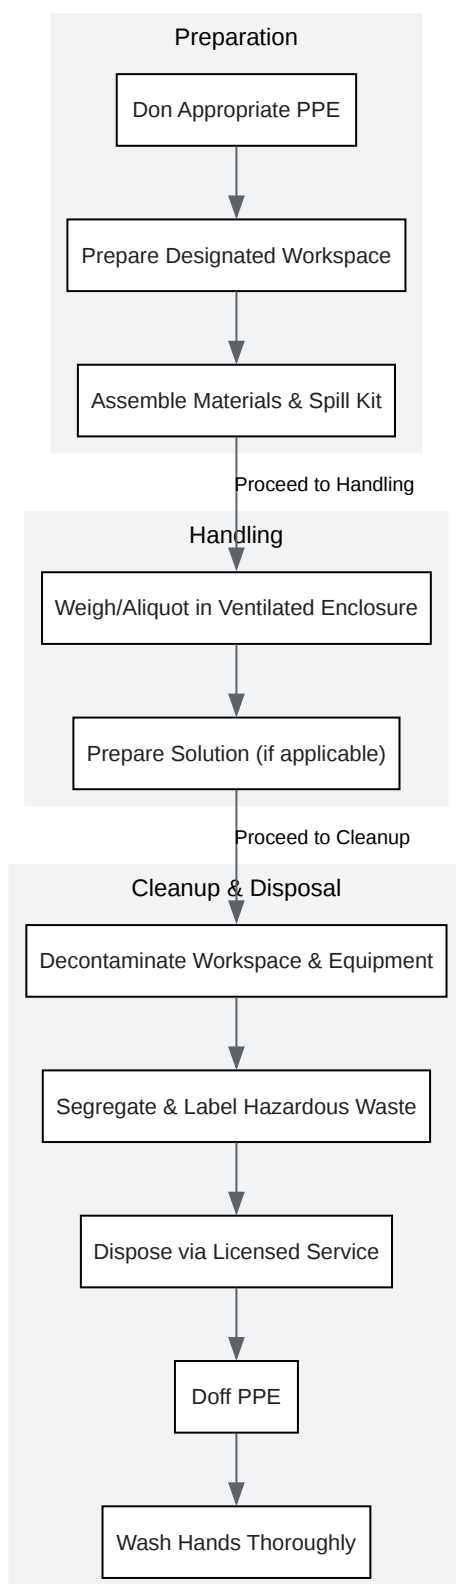 Preparation
Don Appropriate PPE
Prepare Designated Workspace
Assemble Materials & Spill Kit
Proceed to Handling
Handling
Weigh/Aliquot in Ventilated Enclosure
Prepare Solution (if applicable)
Proceed to Cleanup
Cleanup & Disposal
Decontaminate Workspace & Equipment
Segregate & Label Hazardous Waste
Dispose via Licensed Service
Doff PPE
Wash Hands Thoroughly